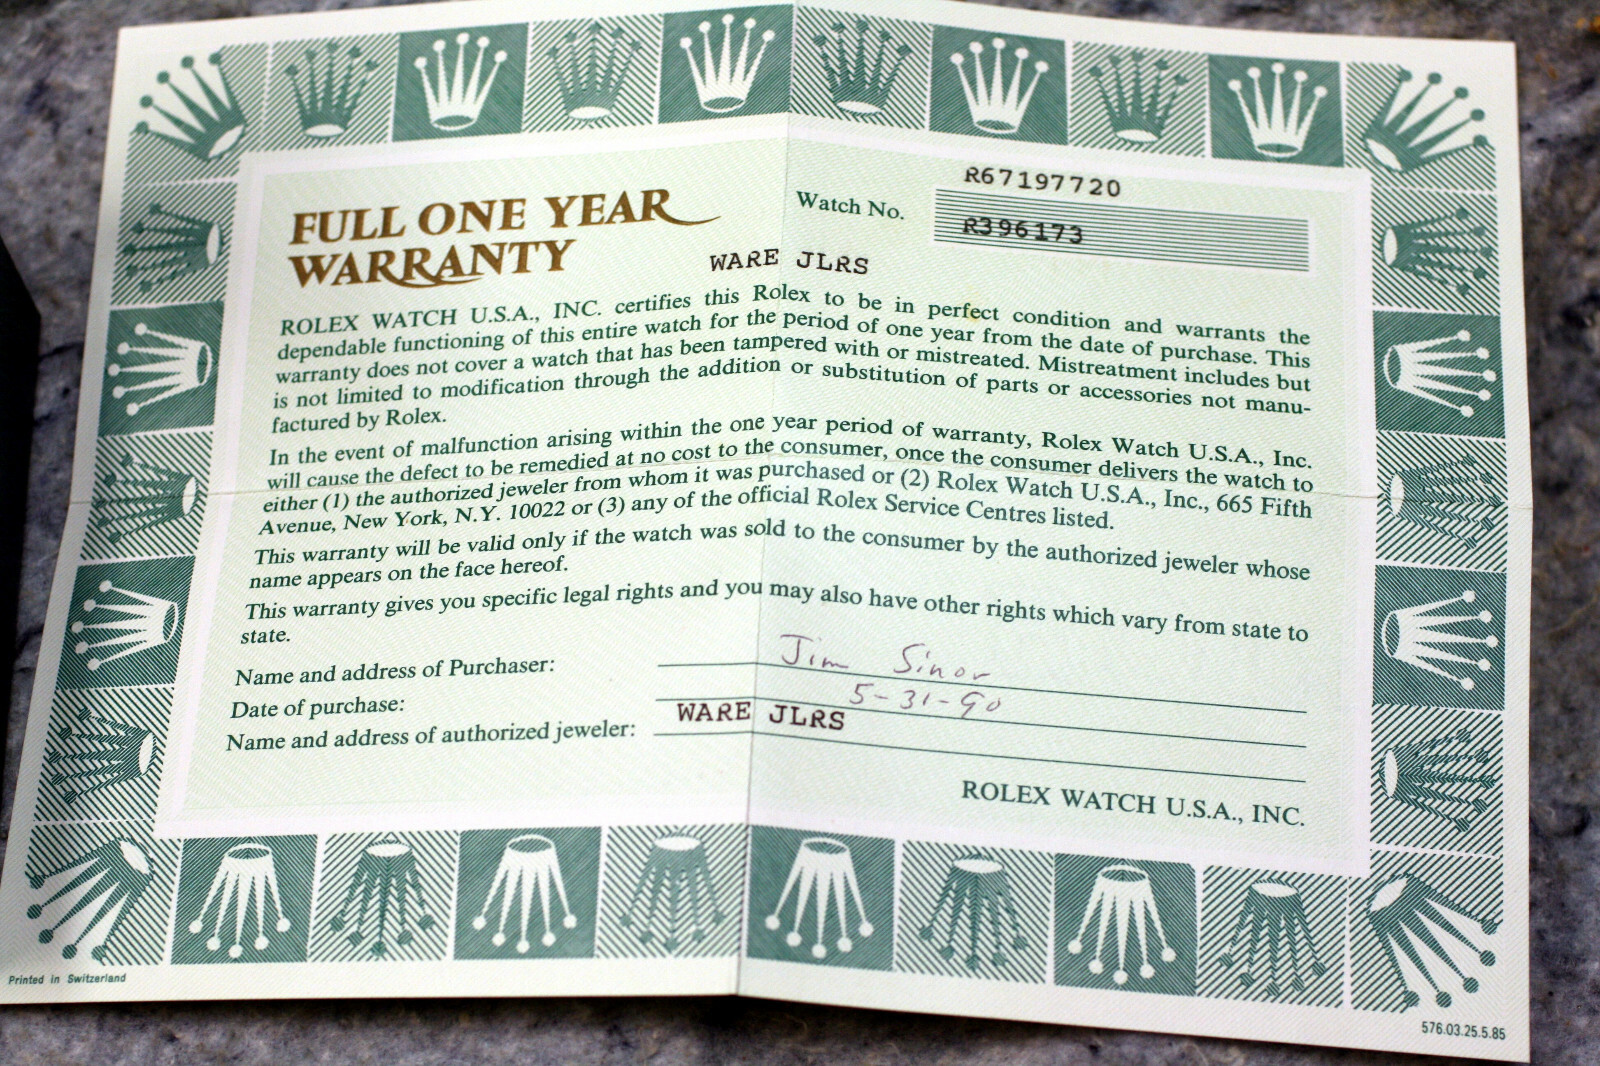 FULL ONE YEAR
WARRANTY
Watch No.
R67197720
R396173
WARE JLRS
ROLEX WATCH U.S.A., INC. certifies this Rolex to be in perfect condition and warrants the
dependable functioning of this entire watch for the period of one year from the date of purchase. This
warranty does not cover a watch that has been tampered with or mistreated. Mistreatment includes but
is not limited to modification through the addition or substitution of parts or accessories not manu-
factured by Rolex.
In the event of malfunction arising within the one year period of warranty, Rolex Watch U.S.A., Inc.
will cause the defect to be remedied at no cost to the consumer, once the consumer delivers the watch to
either (1) the authorized jeweler from whom it was purchased or (2) Rolex Watch U.S.A., Inc., 665 Fifth
Avenue, New York, N.Y. 10022 or (3) any of the official Rolex Service Centres listed.
This warranty will be valid only if the watch was sold to the consumer by the authorized jeweler whose
name appears on the face hereof.
This warranty gives you specific legal rights and you may also have other rights which vary from state to
state.
Name and address of Purchaser: Jim Sinor
Date of purchase: 5-31-90
Name and address of authorized jeweler: WARE JLRS
ROLEX WATCH U.S.A., INC.
Printed in Switzerland
576.03.25.5.85